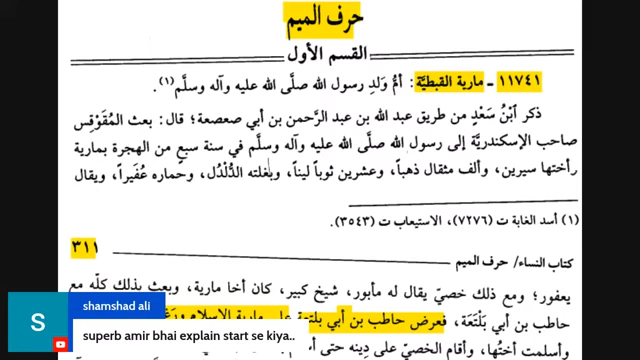 حرف الميم
القسم الأول
١١٧٤١ ـ مارية القبطيَّة: أمُّ ولدِ رسول الله صلَّى الله عليه وآله وسلَّم(١).
ذكر ٱبْنُ سَعْدٍ من طريق عبد الله بن عبد الرَّحمن بن أبي صعصعة؛ قال: بعث المُقَوْقِس
صاحب الإسكندريَّة إلى رسول الله صلَّى الله عليه وآله وسلَّم في سنة سبعٍ من الهجرة بمارية
وأختها سيرين، وألف مثقال ذهباً، وعشرين ثوباً ليناً، وبغلته الدُّلْدُل، وحماره عُفَيراً، ويقال
(١) أسد الغابة ت (٧٢٧٦)، الاستيعاب ت (٣٥٤٣).
كتاب النساء/ حرف الميم ٣١١
يعفور؛ ومع ذلك خصيّ يقال له مأبور، شيخ كبير، كان أخا مارية، وبعث بذلك كلّه مع
حاطب بن أبي بَلْتَعَة، فعرض حاطب بن أبي بلتعة على مارية الإسلام
وأسلمت أختُها، وأقام الخصيّ على دِينه حتى
S
shamshad ali
superb amir bhai explain start se kiya..